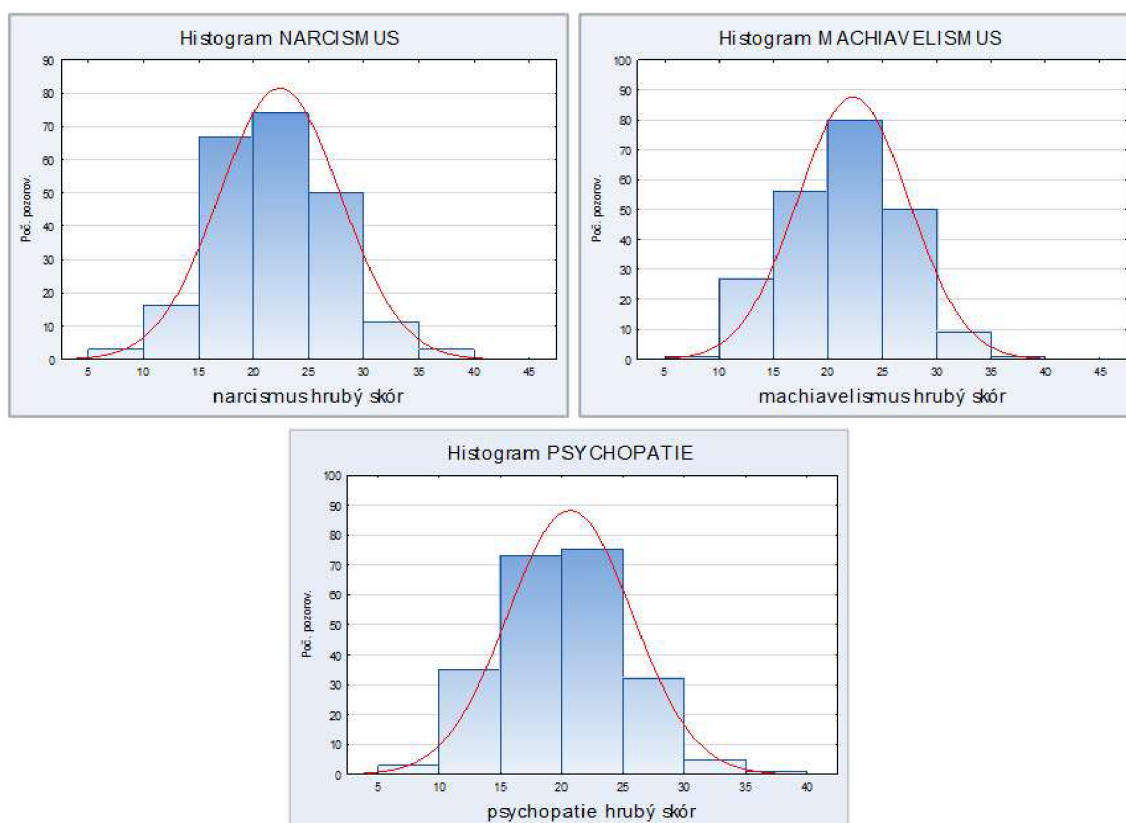 Histogram NARCISMUS
90
80
70
60
50
40
30
20
10
0
Poč. pozorov.
5 10 15 20 25 30 35 40 45
narcismus hrubý skór
Histogram MACHIAVELISMUS
100
90
80
70
60
50
40
30
20
10
0
Poč. pozorov.
5 10 15 20 25 30 35 40 45
machiavelismus hrubý skór
Histogram PSYCHOPATIE
100
90
80
70
60
50
40
30
20
10
0
Poč. pozorov.
5 10 15 20 25 30 35 40
psychopatie hrubý skór